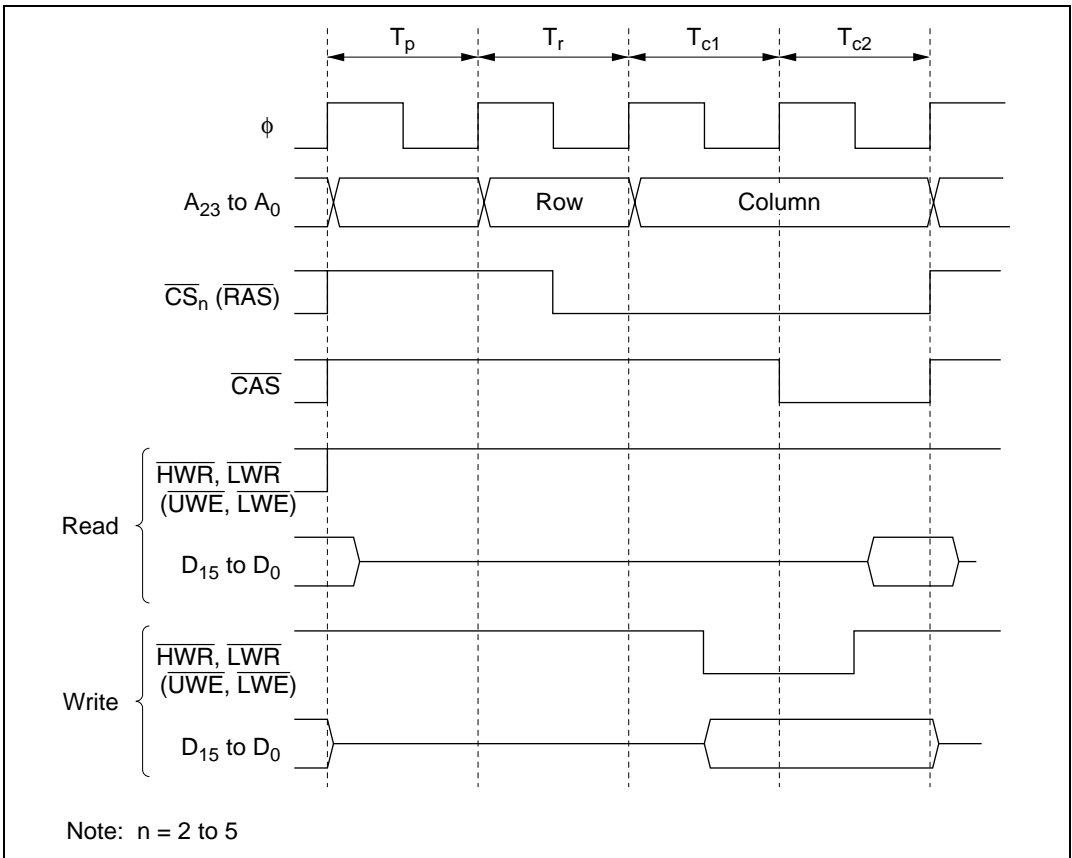 Tp Tr Tc1 Tc2
φ
A23 to A0 Row Column
CSn (RAS)
CAS
Read
HWR, LWR
(UWE, LWE)
D15 to D0
Write
HWR, LWR
(UWE, LWE)
D15 to D0
Note: n = 2 to 5